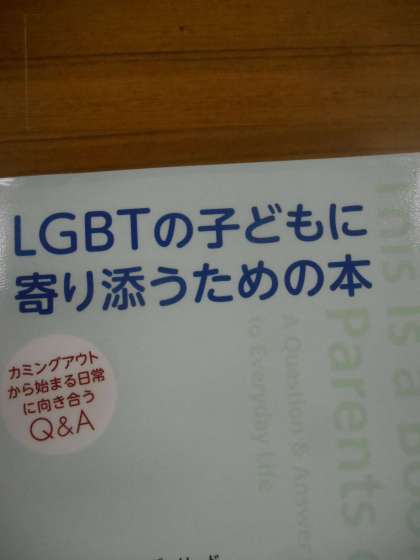 LGBTの子どもに
寄り添うための本
カミングアウト
から始まる日常
に向き合う
Q&A
This Is a Boo
Parents
A Question & Answer
to Everyday Life